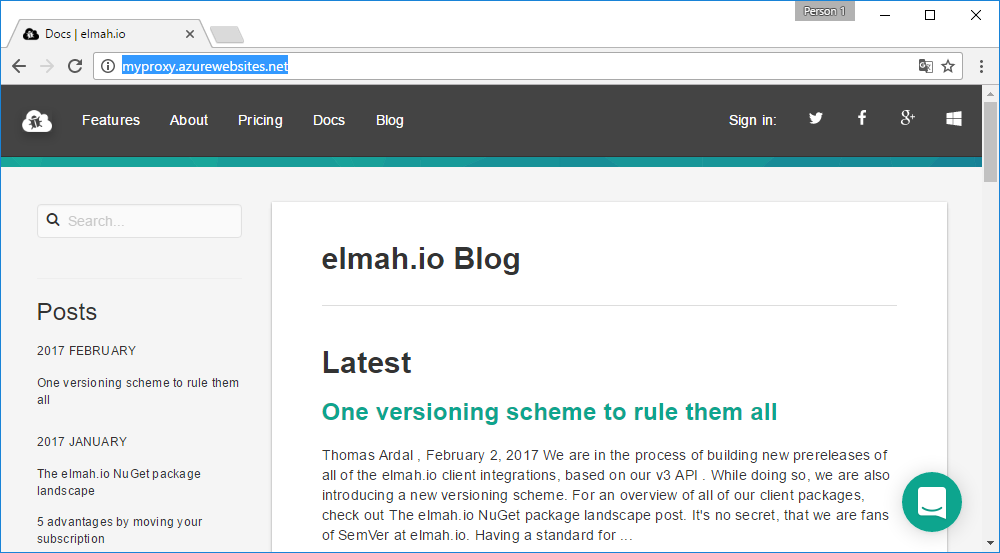 Person 1
Docs | elmah.io
myproxy.azurewebsites.net
Features About Pricing Docs Blog Sign in:
Search...
elmah.io Blog
Posts
2017 FEBRUARY
One versioning scheme to rule them
all
2017 JANUARY
The elmah.io NuGet package
landscape
5 advantages by moving your
subscription
Latest
One versioning scheme to rule them all
Thomas Ardal , February 2, 2017 We are in the process of building new prereleases of
all of the elmah.io client integrations, based on our v3 API . While doing so, we are also
introducing a new versioning scheme. For an overview of all of our client packages,
check out The elmah.io NuGet package landscape post. It's no secret, that we are fans
of SemVer at elmah.io. Having a standard for ...